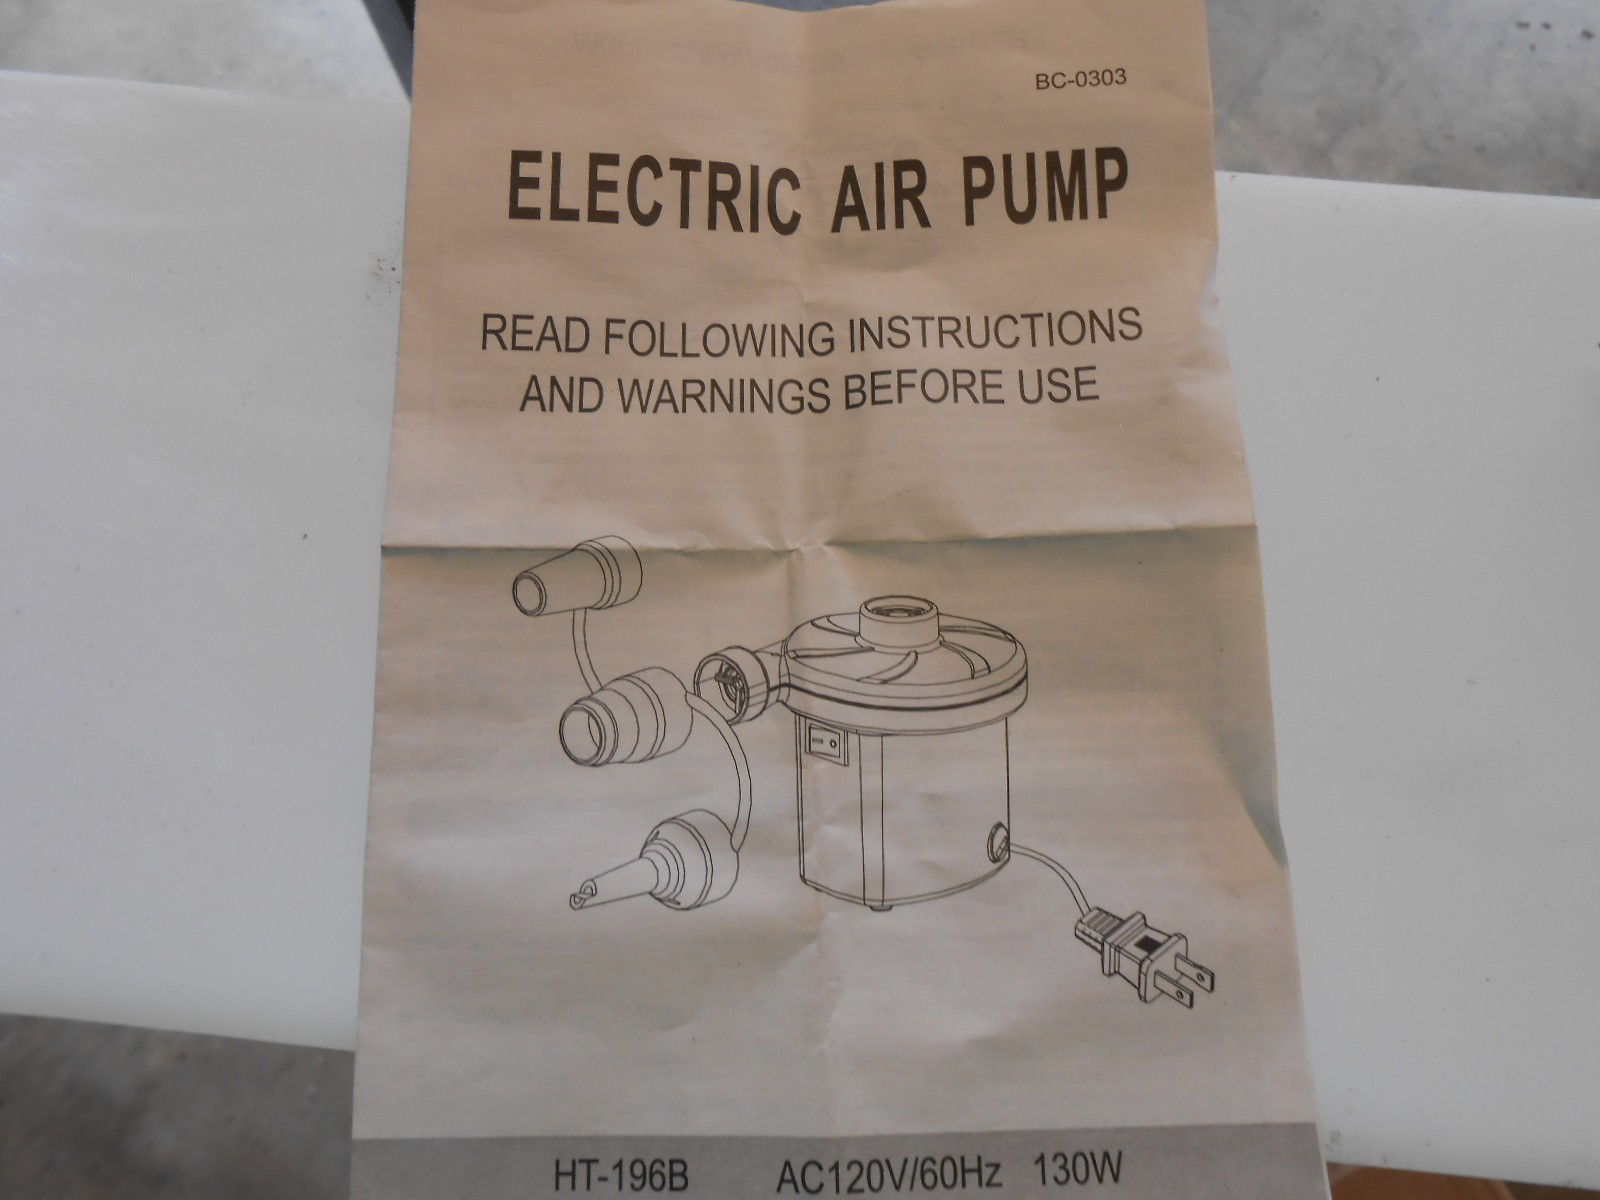 BC-0303
ELECTRIC AIR PUMP
READ FOLLOWING INSTRUCTIONS
AND WARNINGS BEFORE USE
HT-196B AC120V/60Hz 130W